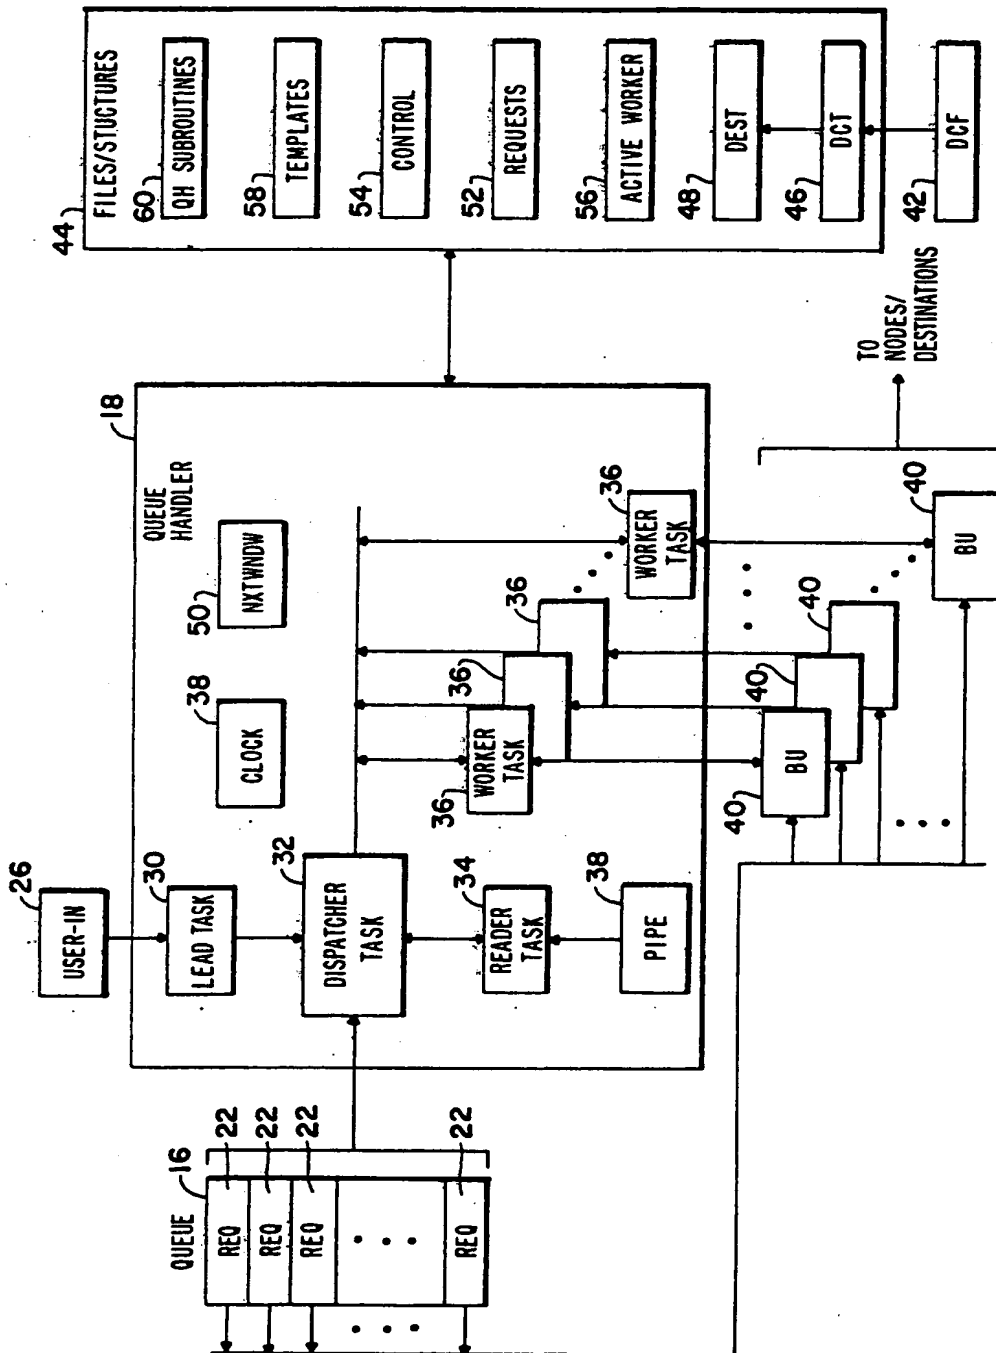 44
FILES/STUCTURES
60
QH SUBROUTINES
58
TEMPLATES
54
CONTROL
52
REQUESTS
56
ACTIVE WORKER
48
DEST
46
DCT
42
DCF
18
QUEUE
HANDLER
38
CLOCK
50
NXTWNDW
26
USER-IN
30
LEAD TASK
32
DISPATCHER
TASK
34
READER
TASK
38
PIPE
36
WORKER
TASK
36
36
36
WORKER
TASK
40
BU
40
40
40
BU
TO
NODES/
DESTINATIONS
QUEUE
16
REQ
22
REQ
22
REQ
22
REQ
22